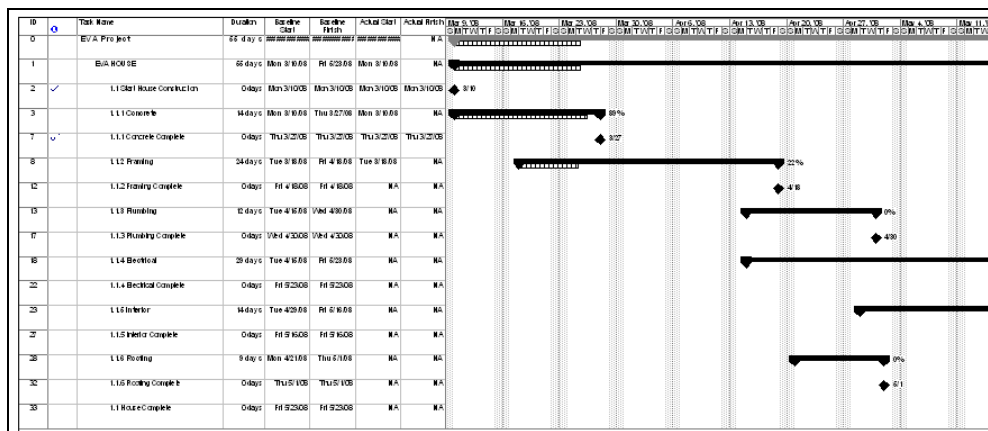 ID Task Name Duration Baseline Start Baseline Finish Actual Start Actual Finish Mar 9, '08 Mar 16, '08 Mar 23, '08 Mar 30, '08 Apr 6, '08 Apr 13, '08 Apr 20, '08 Apr 27, '08 May 4, '08 May 11, '
S M T W T F S S M T W T F S S M T W T F S
0 EVA Project 55 days ######## ######## ######## NA
1 EVA HOUSE 55 days Mon 3/10/08 Fri 5/23/08 Mon 3/10/08 NA
2 1.1 Start House Construction 0 days Mon 3/10/08 Mon 3/10/08 Mon 3/10/08 Mon 3/10/08 3/10
3 1.1.1 Concrete 14 days Mon 3/10/08 Thu 3/27/08 Mon 3/10/08 NA 89%
7 1.1.1 Concrete Complete 0 days Thu 3/27/08 Thu 3/27/08 Thu 3/27/08 Thu 3/27/08 3/27
8 1.1.2 Framing 24 days Tue 3/18/08 Fri 4/18/08 Tue 3/18/08 NA 22%
12 1.1.2 Framing Complete 0 days Fri 4/18/08 Fri 4/18/08 NA NA 4/18
13 1.1.3 Plumbing 12 days Tue 4/15/08 Wed 4/30/08 NA NA 0%
17 1.1.3 Plumbing Complete 0 days Wed 4/30/08 Wed 4/30/08 NA NA 4/30
18 1.1.4 Electrical 29 days Tue 4/15/08 Fri 5/23/08 NA NA
22 1.1.4 Electrical Complete 0 days Fri 5/23/08 Fri 5/23/08 NA NA
23 1.1.5 Interior 14 days Tue 4/29/08 Fri 5/16/08 NA NA
27 1.1.5 Interior Complete 0 days Fri 5/16/08 Fri 5/16/08 NA NA
28 1.1.6 Roofing 9 days Mon 4/21/08 Thu 5/1/08 NA NA 0%
32 1.1.6 Roofing Complete 0 days Thu 5/1/08 Thu 5/1/08 NA NA 5/1
33 1.1 House Complete 0 days Fri 5/23/08 Fri 5/23/08 NA NA